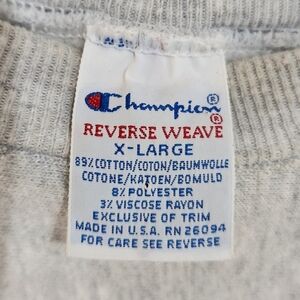 Champion®
REVERSE WEAVE®
X-LARGE
89% COTTON/COTON/BAUMWOLLE
COTONE/KATOEN/BOMULD
8% POLYESTER
3% VISCOSE RAYON
EXCLUSIVE OF TRIM
MADE IN U.S.A. RN 26094
FOR CARE SEE REVERSE